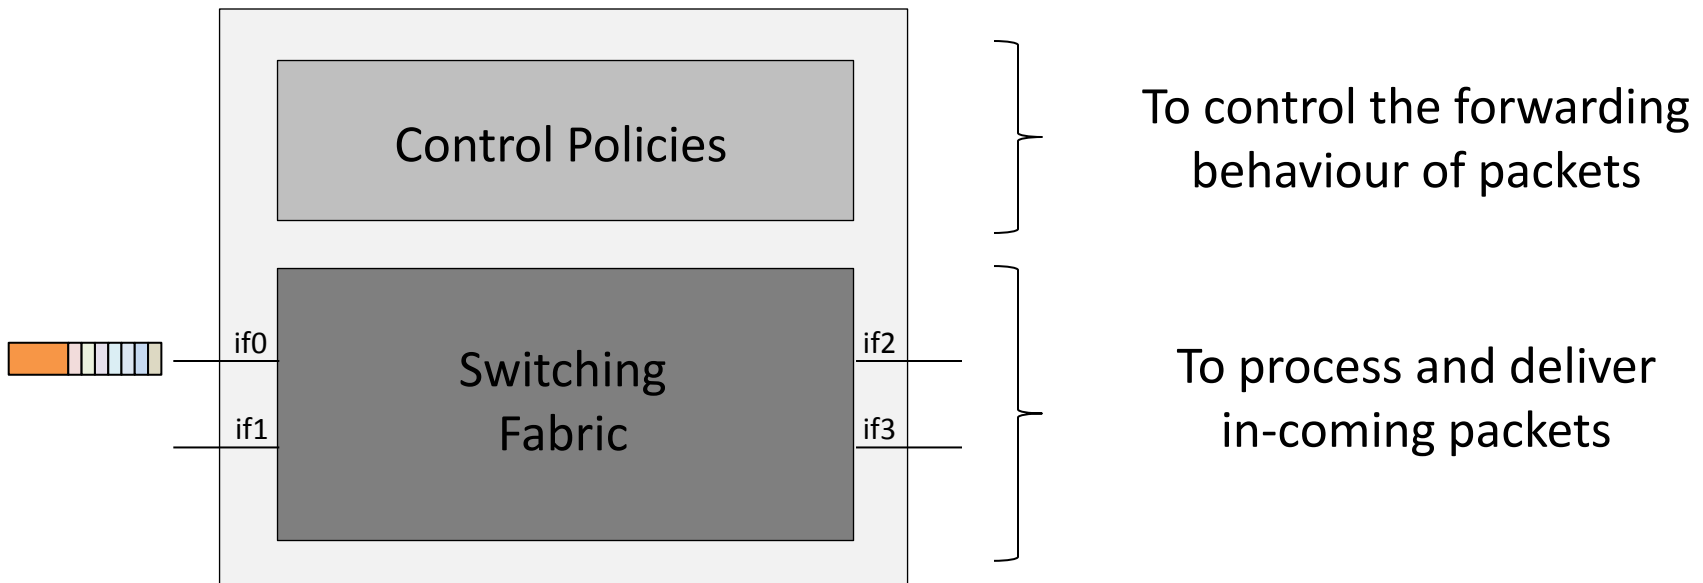 Control Policies
To control the forwarding
behaviour of packets
if0
if1
Switching
Fabric
if2
if3
To process and deliver
in-coming packets